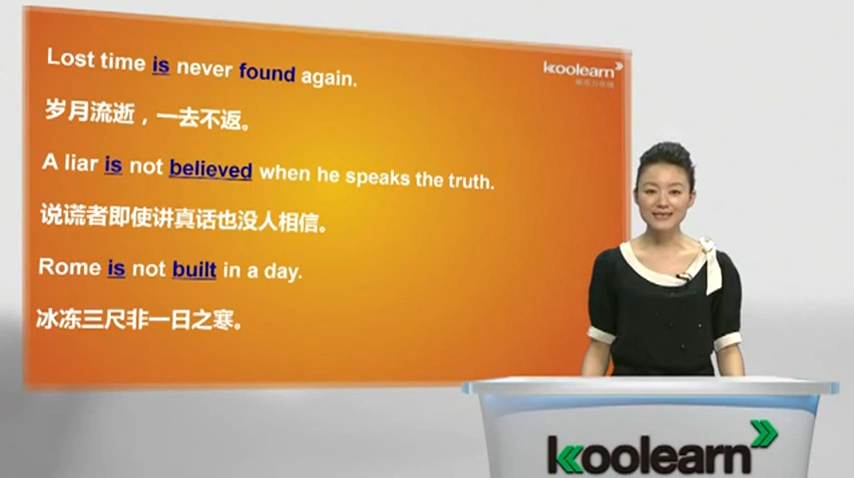 Lost time is never found again.
岁月流逝，一去不返。
A liar is not believed when he speaks the truth.
说谎者即使讲真话也没人相信。
Rome is not built in a day.
冰冻三尺非一日之寒。
koolearn
koolearn